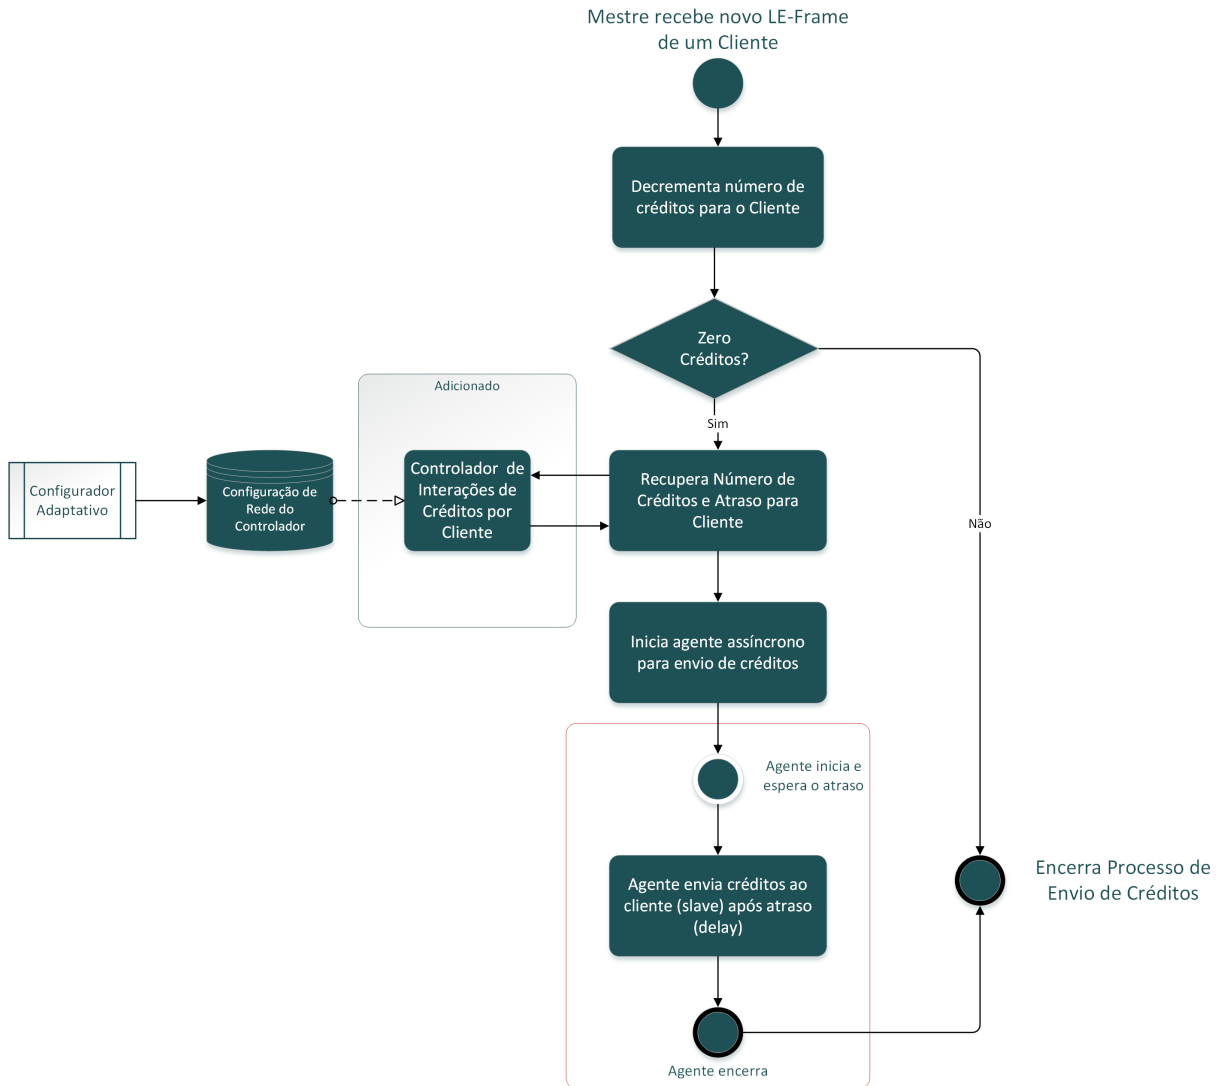 Mestre recebe novo LE-Frame
de um Cliente
Decrementa número de
créditos para o Cliente
Zero
Créditos?
Sim
Adicionado
Configurador
Adaptativo
Configuração de
Rede do
Controlador
Controlador de
Interações de
Créditos por
Cliente
Recupera Número de
Créditos e Atraso para
Cliente
Não
Inicia agente assíncrono
para envio de créditos
Agente inicia e
espera o atraso
Agente envia créditos ao
cliente (slave) após atraso
(delay)
Encerra Processo de
Envio de Créditos
Agente encerra